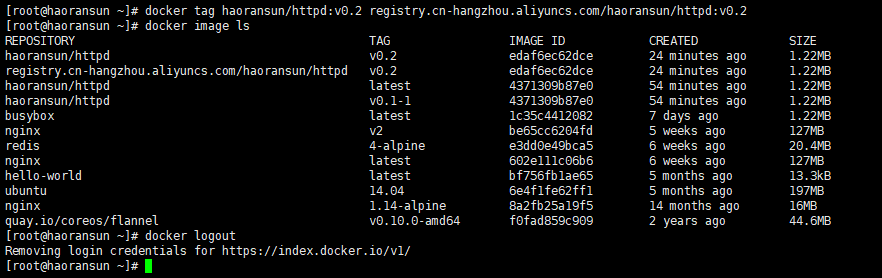 [root@haoransun ~]# docker tag haoransun/httpd:v0.2 registry.cn-hangzhou.aliyuncs.com/haoransun/httpd:v0.2
[root@haoransun ~]# docker image ls
REPOSITORY TAG IMAGE ID CREATED SIZE
haoransun/httpd v0.2 edaf6ec62dce 24 minutes ago 1.22MB
registry.cn-hangzhou.aliyuncs.com/haoransun/httpd v0.2 edaf6ec62dce 24 minutes ago 1.22MB
haoransun/httpd latest 4371309b87e0 54 minutes ago 1.22MB
haoransun/httpd v0.1-1 4371309b87e0 54 minutes ago 1.22MB
busybox latest 1c35c4412082 7 days ago 1.22MB
nginx v2 be65cc6204fd 5 weeks ago 127MB
redis 4-alpine e3dd0e49bca5 6 weeks ago 20.4MB
nginx latest 602e111c06b6 6 weeks ago 127MB
hello-world latest bf756fb1ae65 5 months ago 13.3kB
ubuntu 14.04 6e4f1fe62ff1 5 months ago 197MB
nginx 1.14-alpine 8a2fb25a19f5 14 months ago 16MB
quay.io/coreos/flannel v0.10.0-amd64 f0fad859c909 2 years ago 44.6MB
[root@haoransun ~]# docker logout
Removing login credentials for https://index.docker.io/v1/
[root@haoransun ~]#